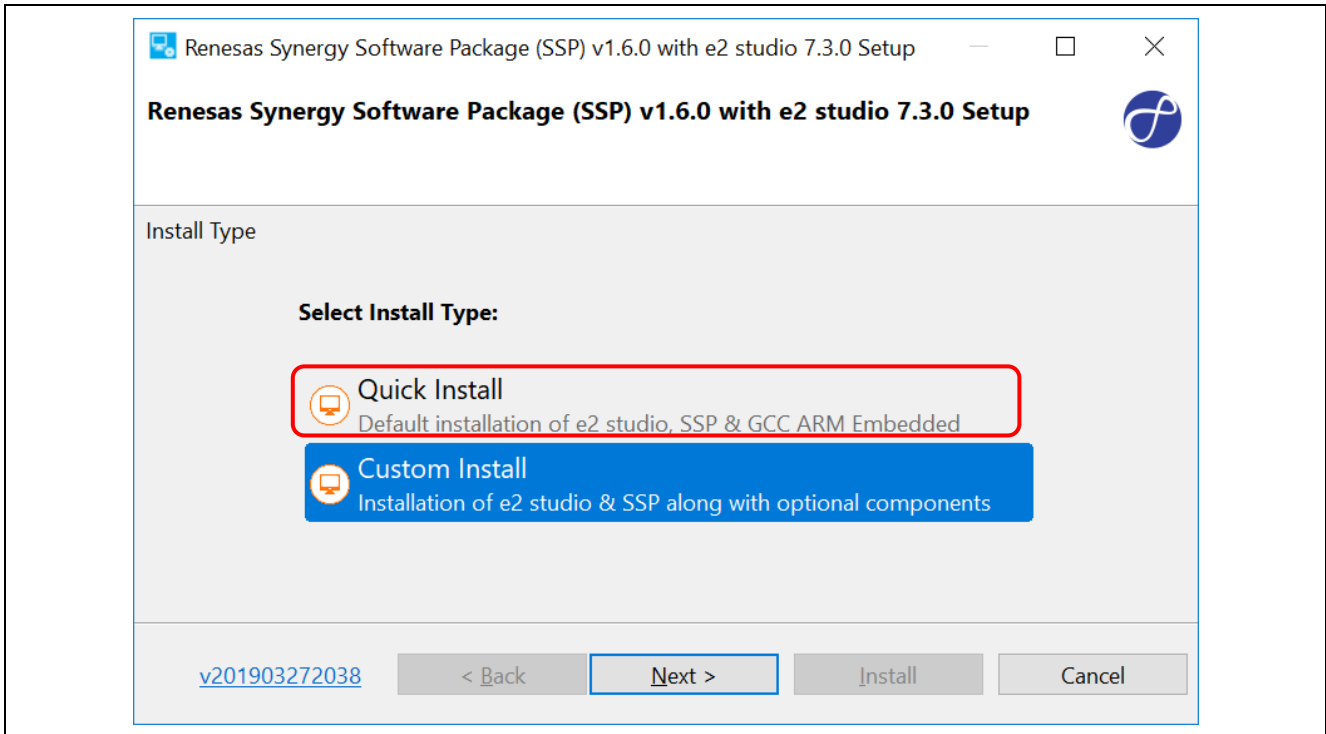 Renesas Synergy Software Package (SSP) v1.6.0 with e2 studio 7.3.0 Setup
Renesas Synergy Software Package (SSP) v1.6.0 with e2 studio 7.3.0 Setup
Install Type
Select Install Type:
Quick Install
Default installation of e2 studio, SSP & GCC ARM Embedded
Custom Install
Installation of e2 studio & SSP along with optional components
v201903272038 < Back Next > Install Cancel